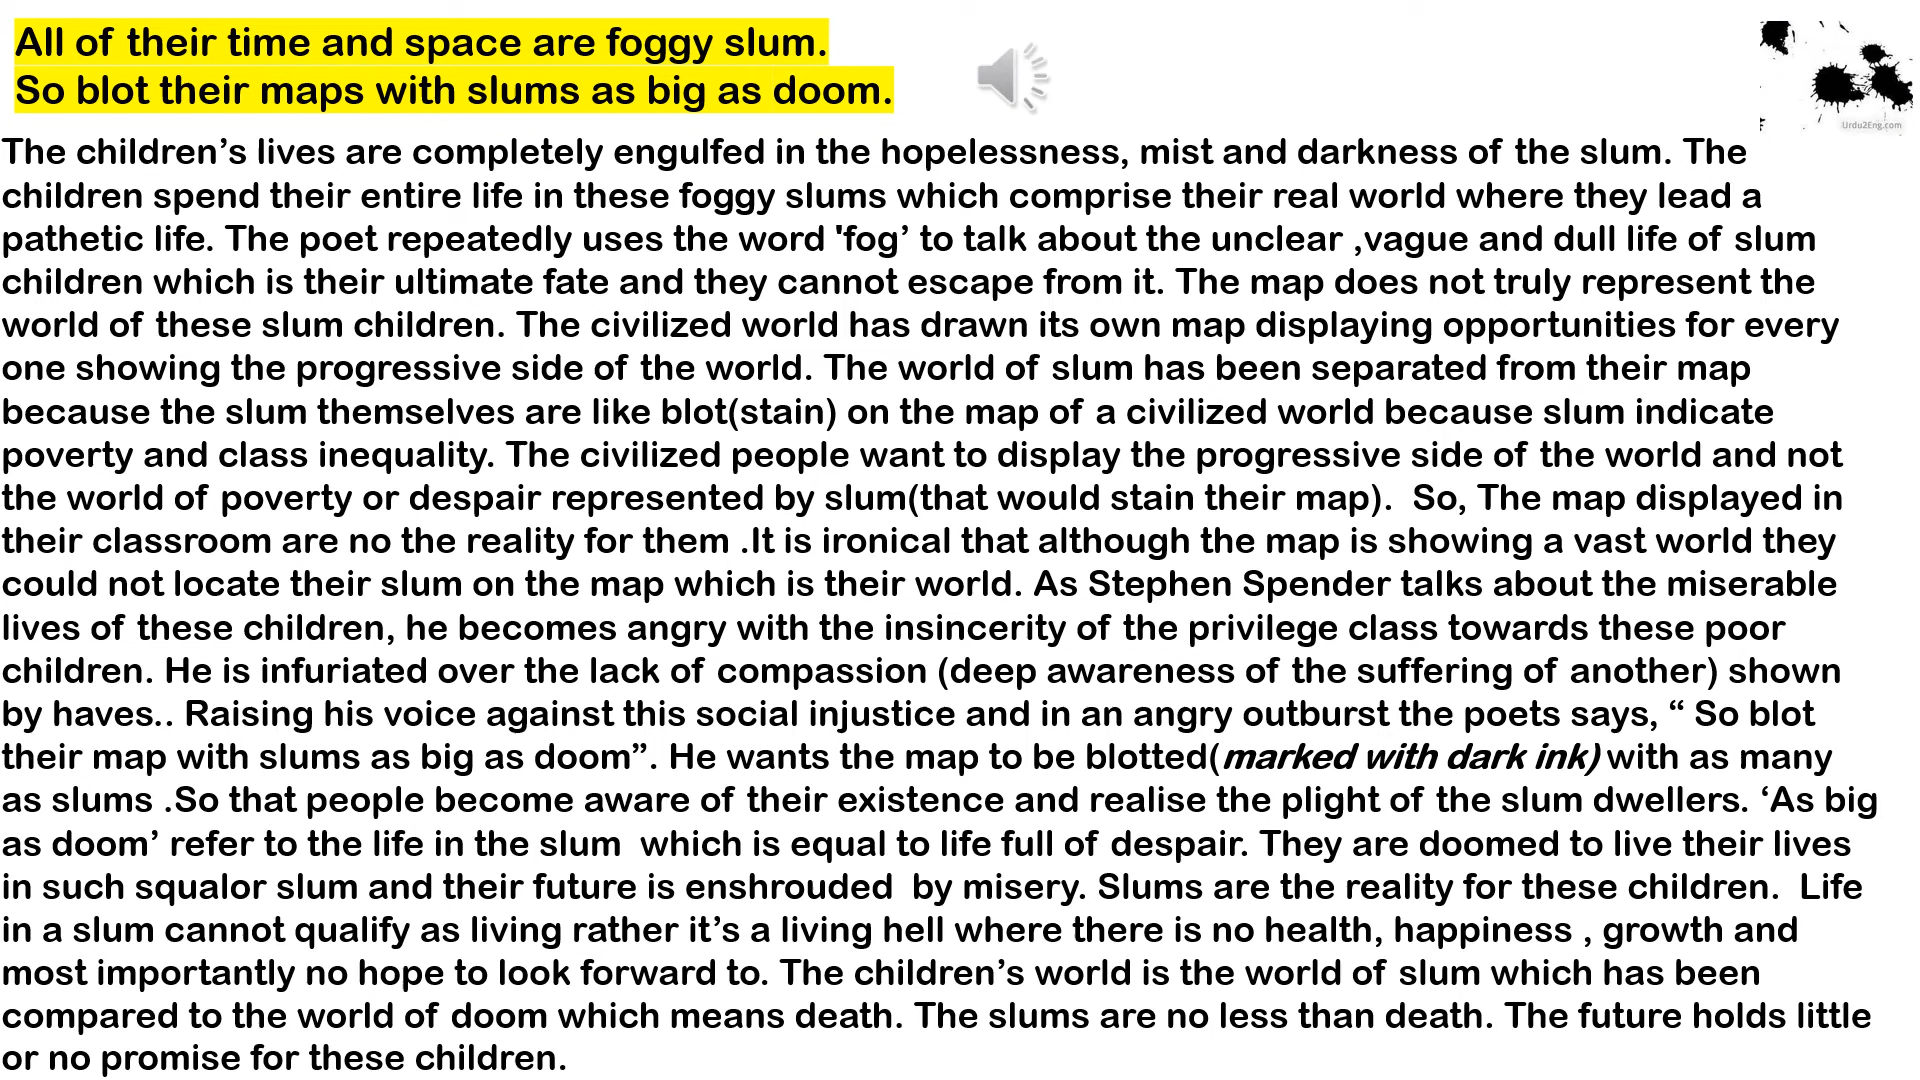 All of their time and space are foggy slum.
So blot their maps with slums as big as doom.
Urdu2Eng.com
The children’s lives are completely engulfed in the hopelessness, mist and darkness of the slum. The
children spend their entire life in these foggy slums which comprise their real world where they lead a
pathetic life. The poet repeatedly uses the word 'fog’ to talk about the unclear ,vague and dull life of slum
children which is their ultimate fate and they cannot escape from it. The map does not truly represent the
world of these slum children. The civilized world has drawn its own map displaying opportunities for every
one showing the progressive side of the world. The world of slum has been separated from their map
because the slum themselves are like blot(stain) on the map of a civilized world because slum indicate
poverty and class inequality. The civilized people want to display the progressive side of the world and not
the world of poverty or despair represented by slum(that would stain their map).  So, The map displayed in
their classroom are no the reality for them .It is ironical that although the map is showing a vast world they
could not locate their slum on the map which is their world. As Stephen Spender talks about the miserable
lives of these children, he becomes angry with the insincerity of the privilege class towards these poor
children. He is infuriated over the lack of compassion (deep awareness of the suffering of another) shown
by haves.. Raising his voice against this social injustice and in an angry outburst the poets says, “ So blot
their map with slums as big as doom”. He wants the map to be blotted(marked with dark ink) with as many
as slums .So that people become aware of their existence and realise the plight of the slum dwellers. ‘As big
as doom’ refer to the life in the slum  which is equal to life full of despair. They are doomed to live their lives
in such squalor slum and their future is enshrouded  by misery. Slums are the reality for these children.  Life
in a slum cannot qualify as living rather it’s a living hell where there is no health, happiness , growth and
most importantly no hope to look forward to. The children’s world is the world of slum which has been
compared to the world of doom which means death. The slums are no less than death. The future holds little
or no promise for these children.